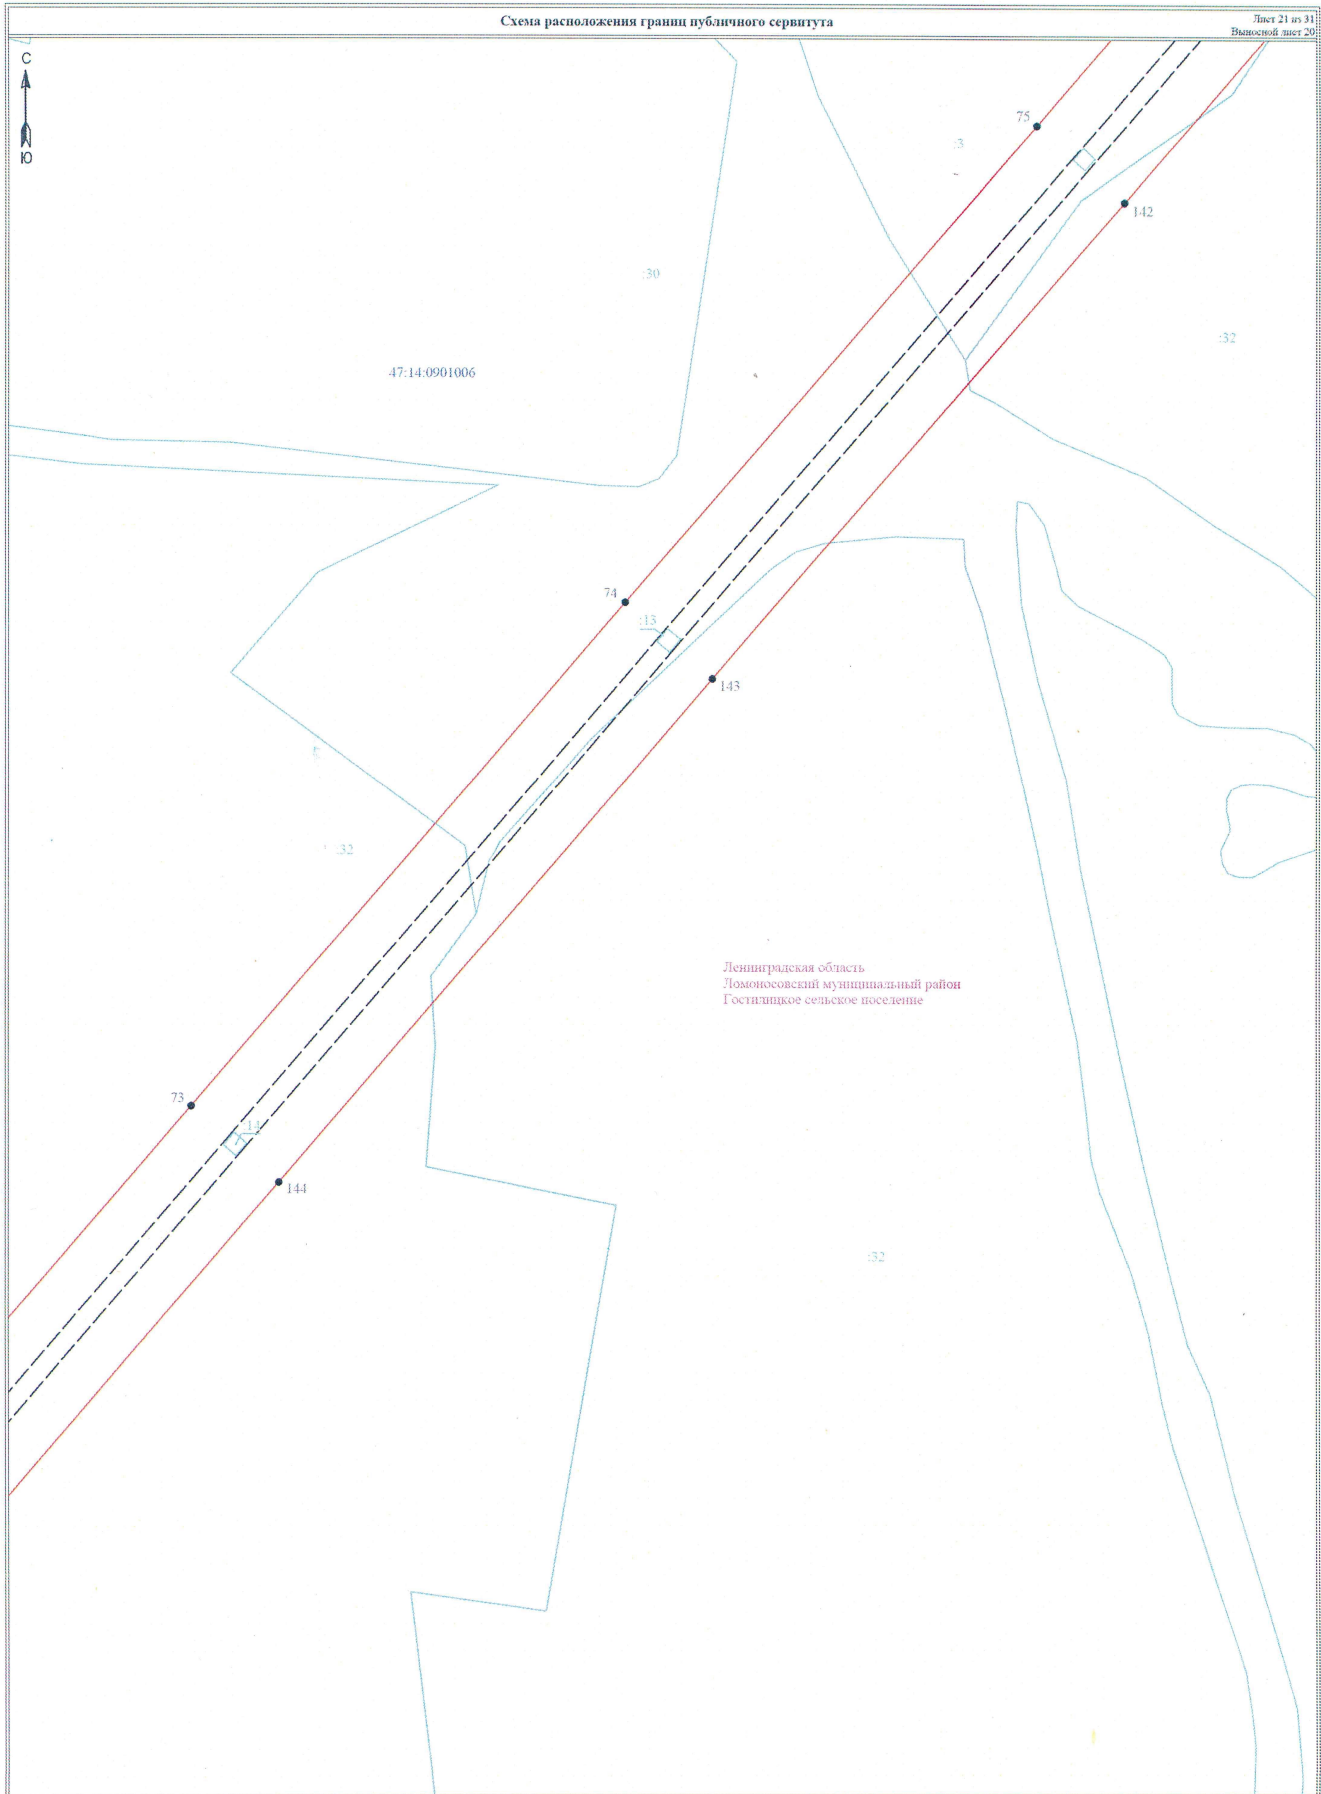 Схема расположения границ публичного сервитута
Лист 21 из 31
Выносной лист 20
С
Ю
75
:3
142
:30
:32
47:14:0901006
74
:13
143
:32
Ленинградская область
Ломоносовский муниципальный район
Гостилицкое сельское поселение
73
:14
144
:32